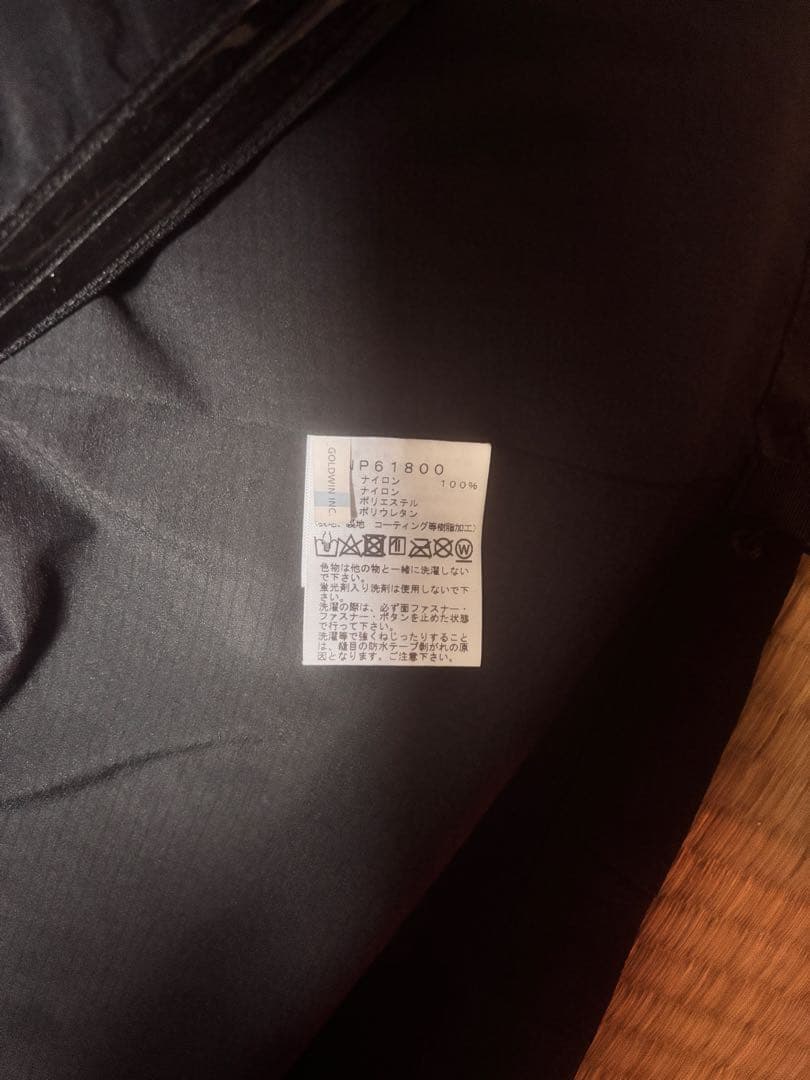 GOLDWIN INC.
NP61800
ナイロン 100%
ナイロン
ポリエステル
ポリウレタン
裏地 コーティング等樹脂加工)
色物は他の物と一緒に洗濯しない
で下さい。
蛍光剤入り洗剤は使用しないで下
さい。
洗濯の際は、必ず面ファスナー・
ファスナー・ボタンを止めた状態
で行って下さい。
洗濯等で強くねじったりすること
は、縫目の防水テープ剥がれの原
因となります。ご注意下さい。